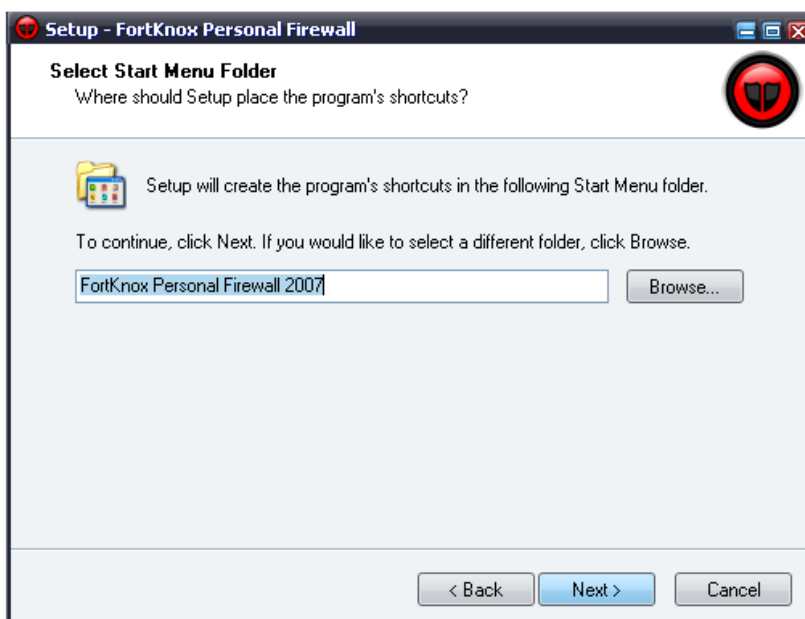 Setup - FortKnox Personal Firewall
Select Start Menu Folder
Where should Setup place the program's shortcuts?
Setup will create the program's shortcuts in the following Start Menu folder.
To continue, click Next. If you would like to select a different folder, click Browse.
FortKnox Personal Firewall 2007
Browse...
< Back
Next >
Cancel